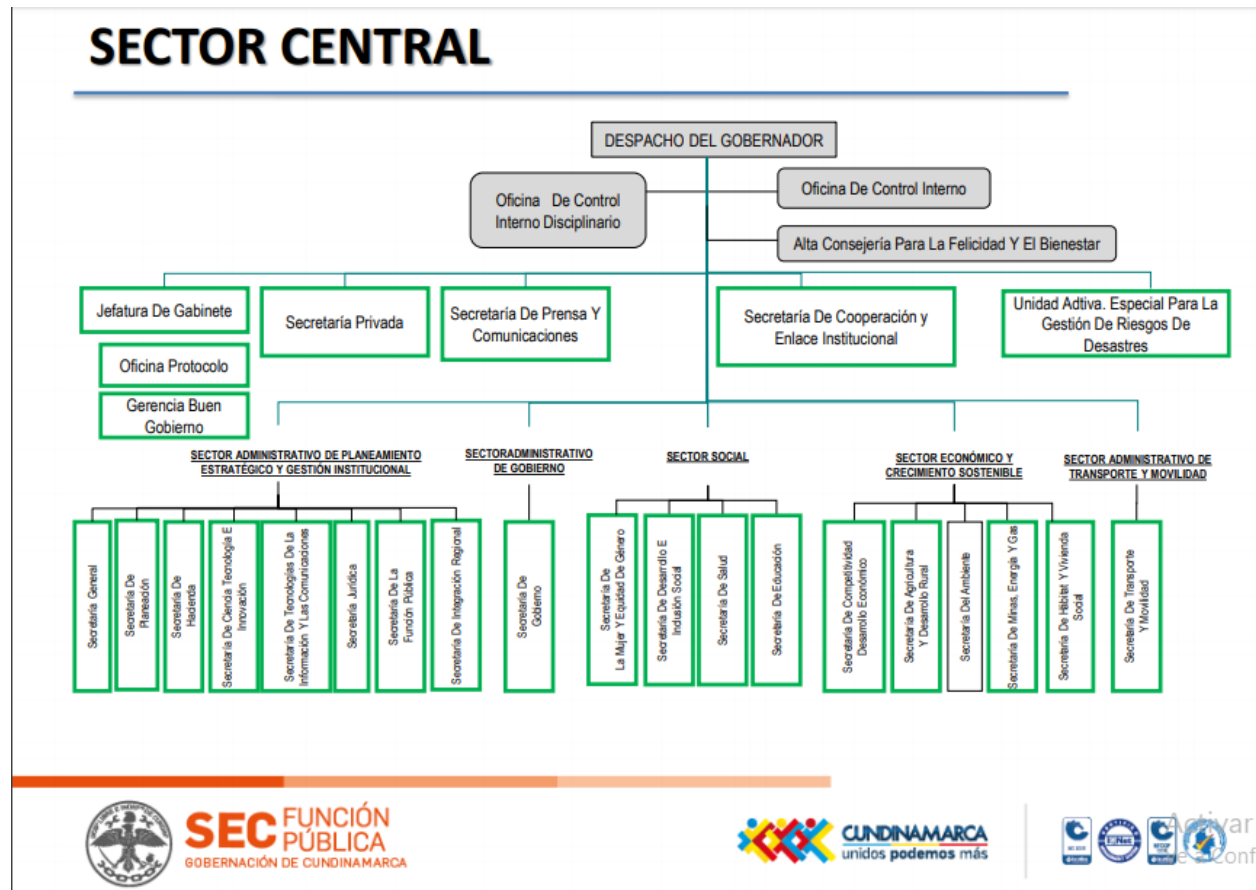 SECTOR CENTRAL
DESPACHO DEL GOBERNADOR
Oficina De Control
Interno Disciplinario
Oficina De Control Interno
Alta Consejería Para La Felicidad Y El Bienestar
Jefatura De Gabinete
Secretaría Privada
Secretaría De Prensa Y
Comunicaciones
Secretaría De Cooperación y
Enlace Institucional
Unidad Adtiva. Especial Para La
Gestión De Riesgos De
Desastres
Oficina Protocolo
Gerencia Buen
Gobierno
SECTOR ADMINISTRATIVO DE PLANEAMIENTO
ESTRATÉGICO Y GESTIÓN INSTITUCIONAL
SECTORADMINISTRATIVO
DE GOBIERNO
SECTOR SOCIAL
SECTOR ECONÓMICO Y
CRECIMIENTO SOSTENIBLE
SECTOR ADMINISTRATIVO DE
TRANSPORTE Y MOVILIDAD
Secretaría General
Secretaría De
Planeación
Secretaría De
Hacienda
Secretaría De Ciencia Tecnología E
Innovación
Secretaría De Tecnologías De La
Información Y Las Comunicaciones
Secretaría Jurídica
Secretaría De La
Función Pública
Secretaría De Integración Regional
Secretaría De
Gobierno
Secretaría De
La Mujer Y Equidad De Género
Secretaría De Desarrollo E
Inclusión Social
Secretaría De Salud
Secretaría De Educación
Secretaría De Competitividad
Desarrollo Económico
Secretaría De Agricultura
Y Desarrollo Rural
Secretaría Del Ambiente
Secretaría De Minas, Energía Y Gas
Secretaría De Hábitat Y Vivienda
Social
Secretaría De Transporte
Y Movilidad
SEC FUNCIÓN
PÚBLICA
GOBERNACIÓN DE CUNDINAMARCA
CUNDINAMARCA
unidos podemos más